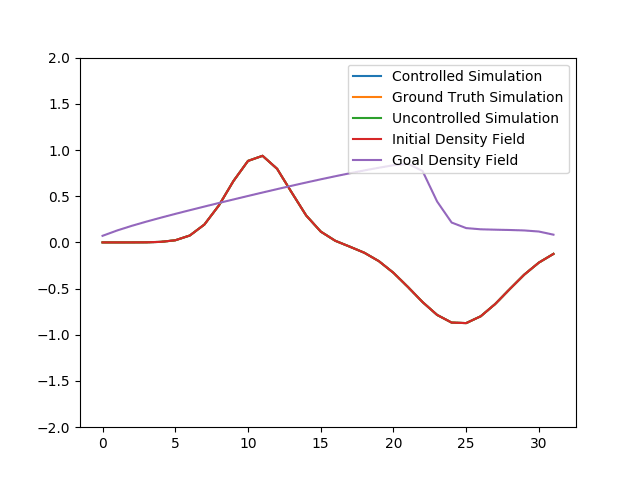 2.0
1.5
1.0
0.5
0.0
−0.5
−1.0
−1.5
−2.0
0 5 10 15 20 25 30
Controlled Simulation
Ground Truth Simulation
Uncontrolled Simulation
Initial Density Field
Goal Density Field